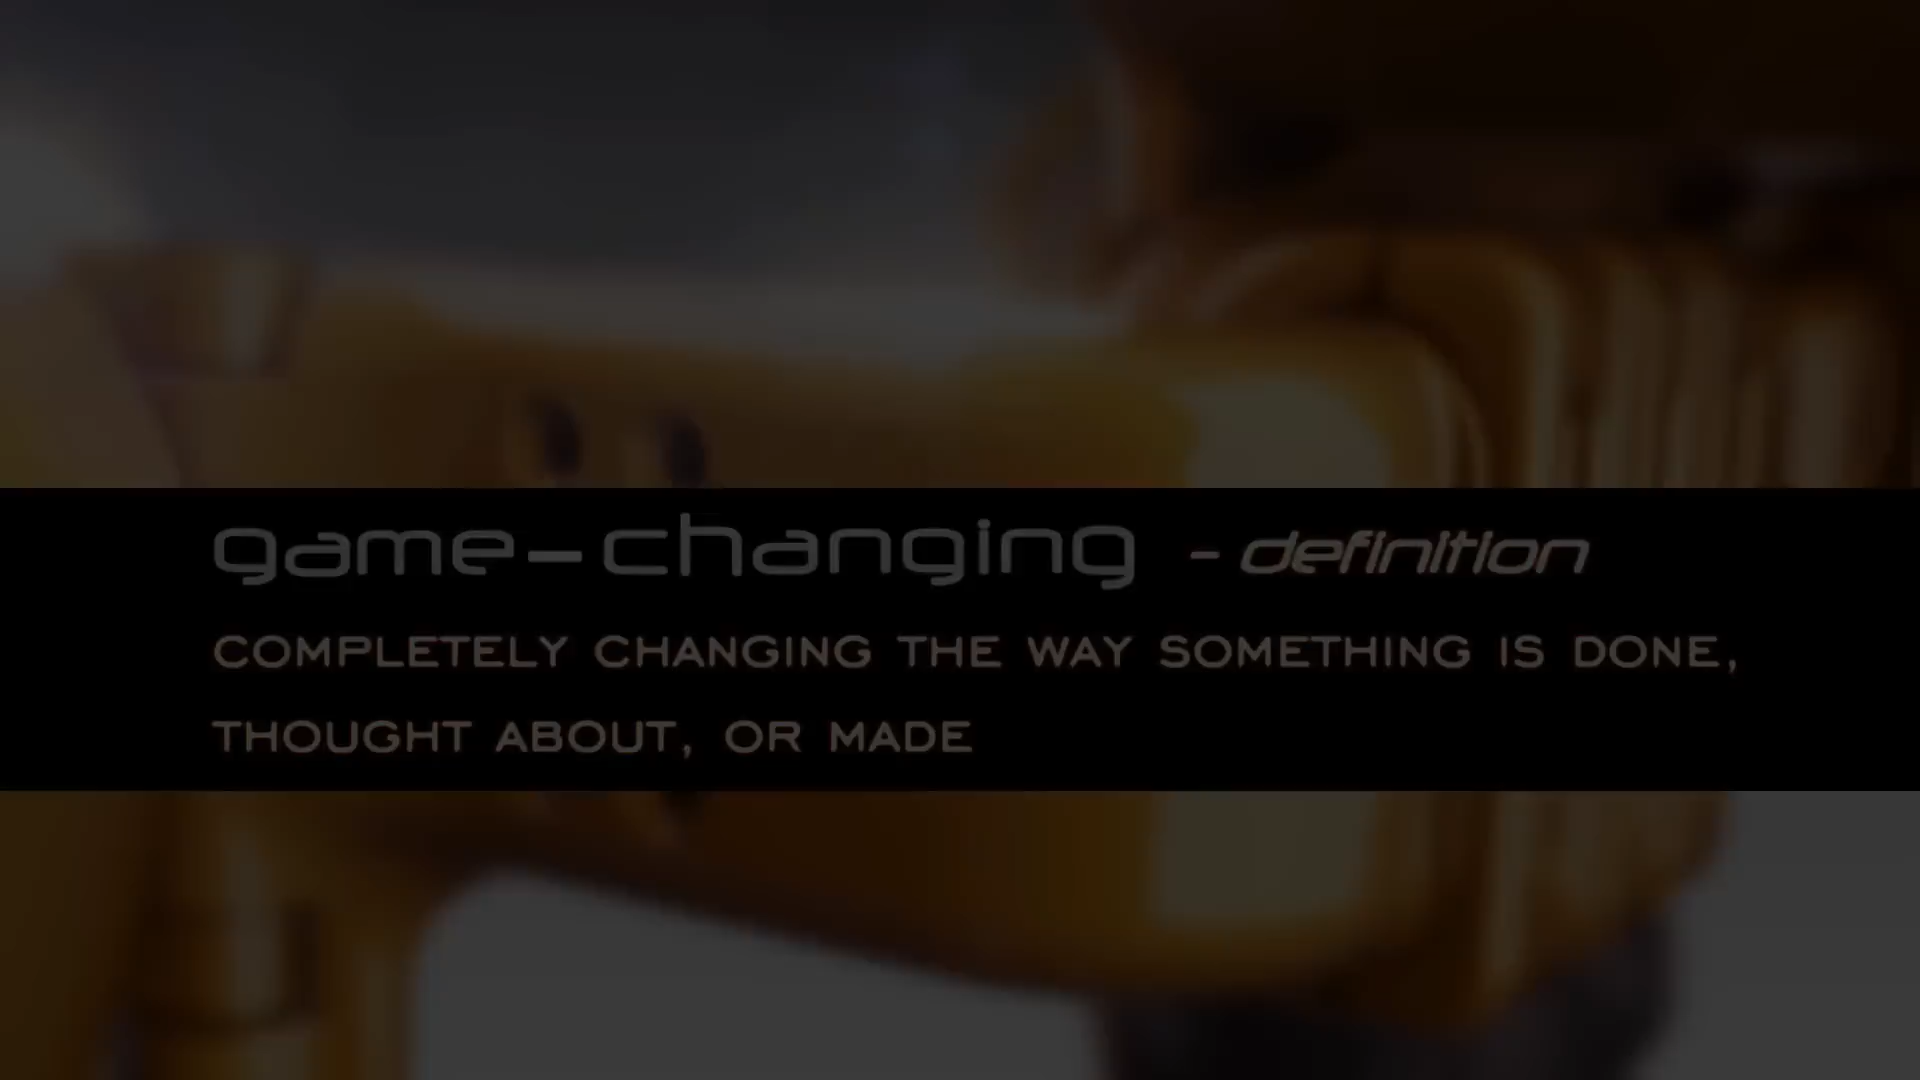 game-changing - definition
COMPLETELY CHANGING THE WAY SOMETHING IS DONE,
THOUGHT ABOUT, OR MADE